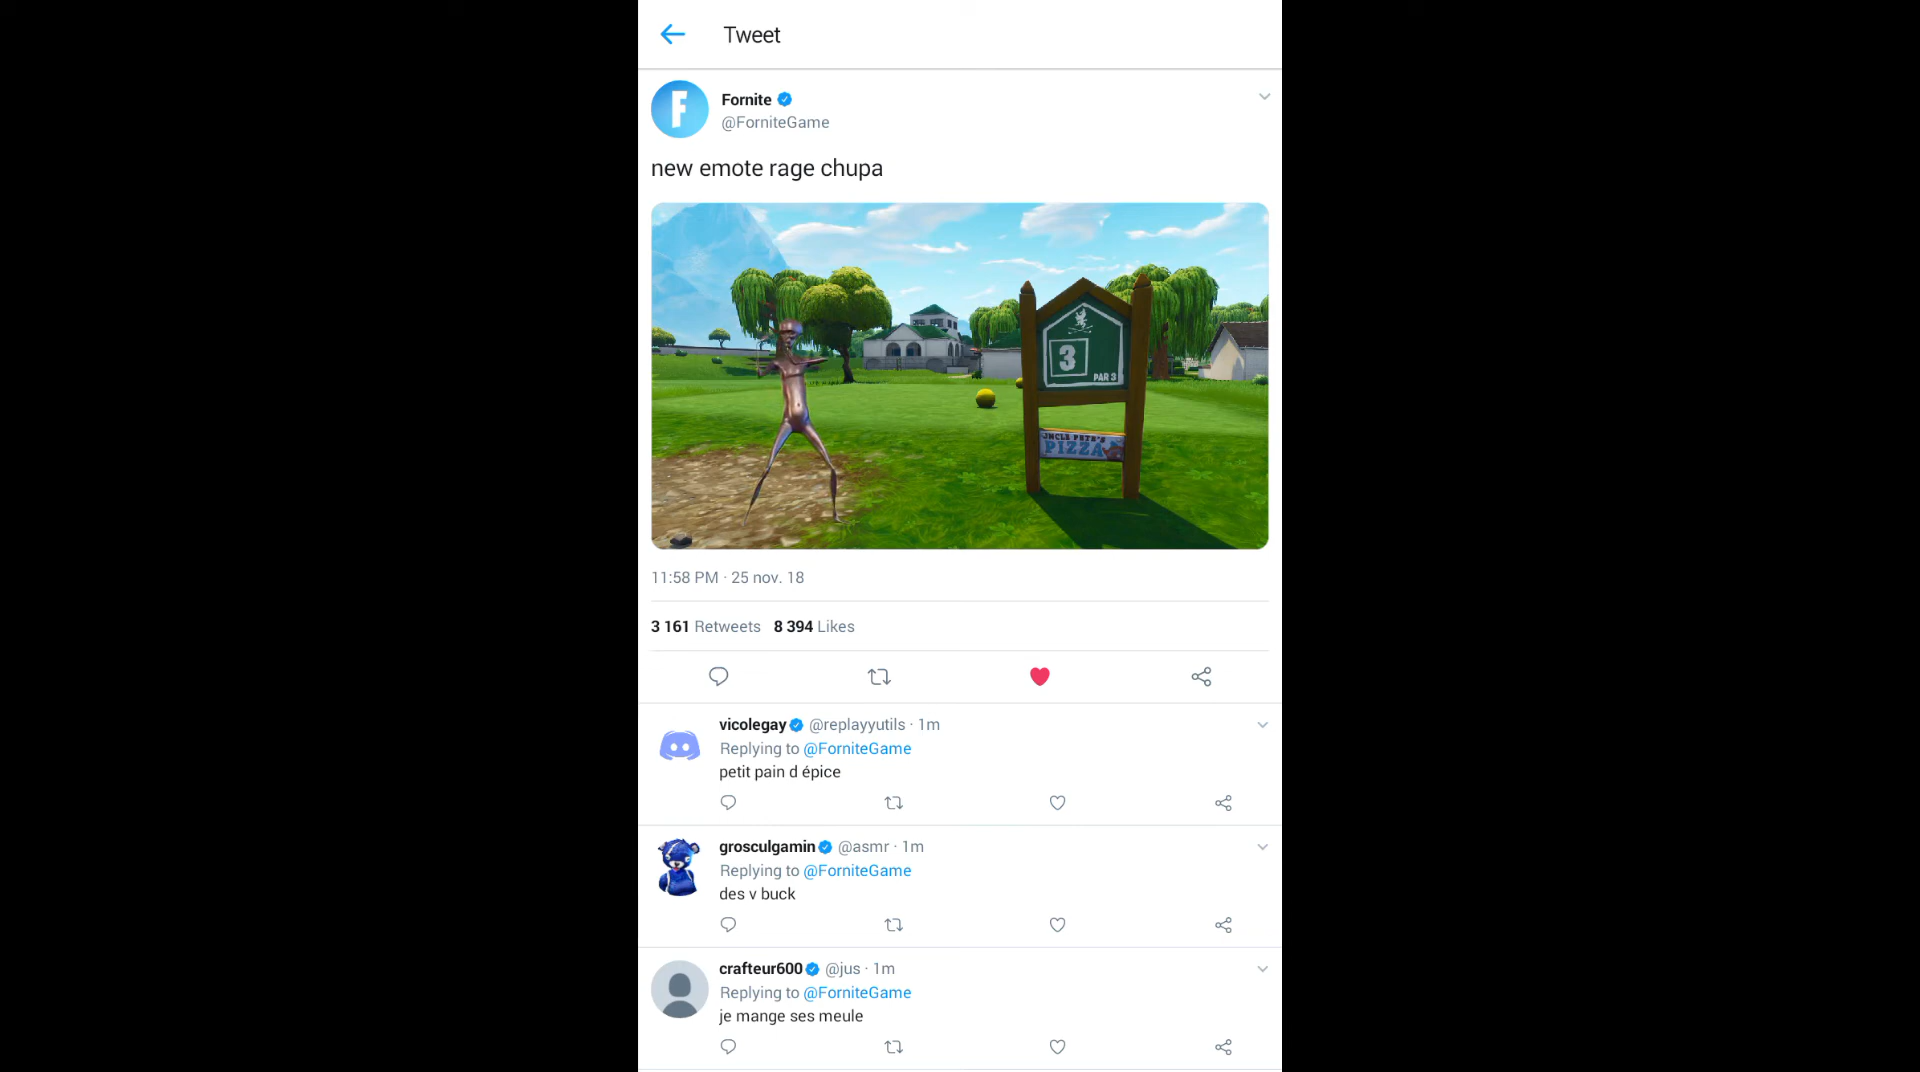 Tweet
F
Fornite
@ForniteGame
new emote rage chupa
3
PAR 3
UNCLE PETE'S
PIZZA
11:58 PM · 25 nov. 18
3 161 Retweets 8 394 Likes
vicolegay @replayyutils · 1m
Replying to @ForniteGame
petit pain d épice
grosculgamin @asmr · 1m
Replying to @ForniteGame
des v buck
crafteur600 @jus · 1m
Replying to @ForniteGame
je mange ses meule